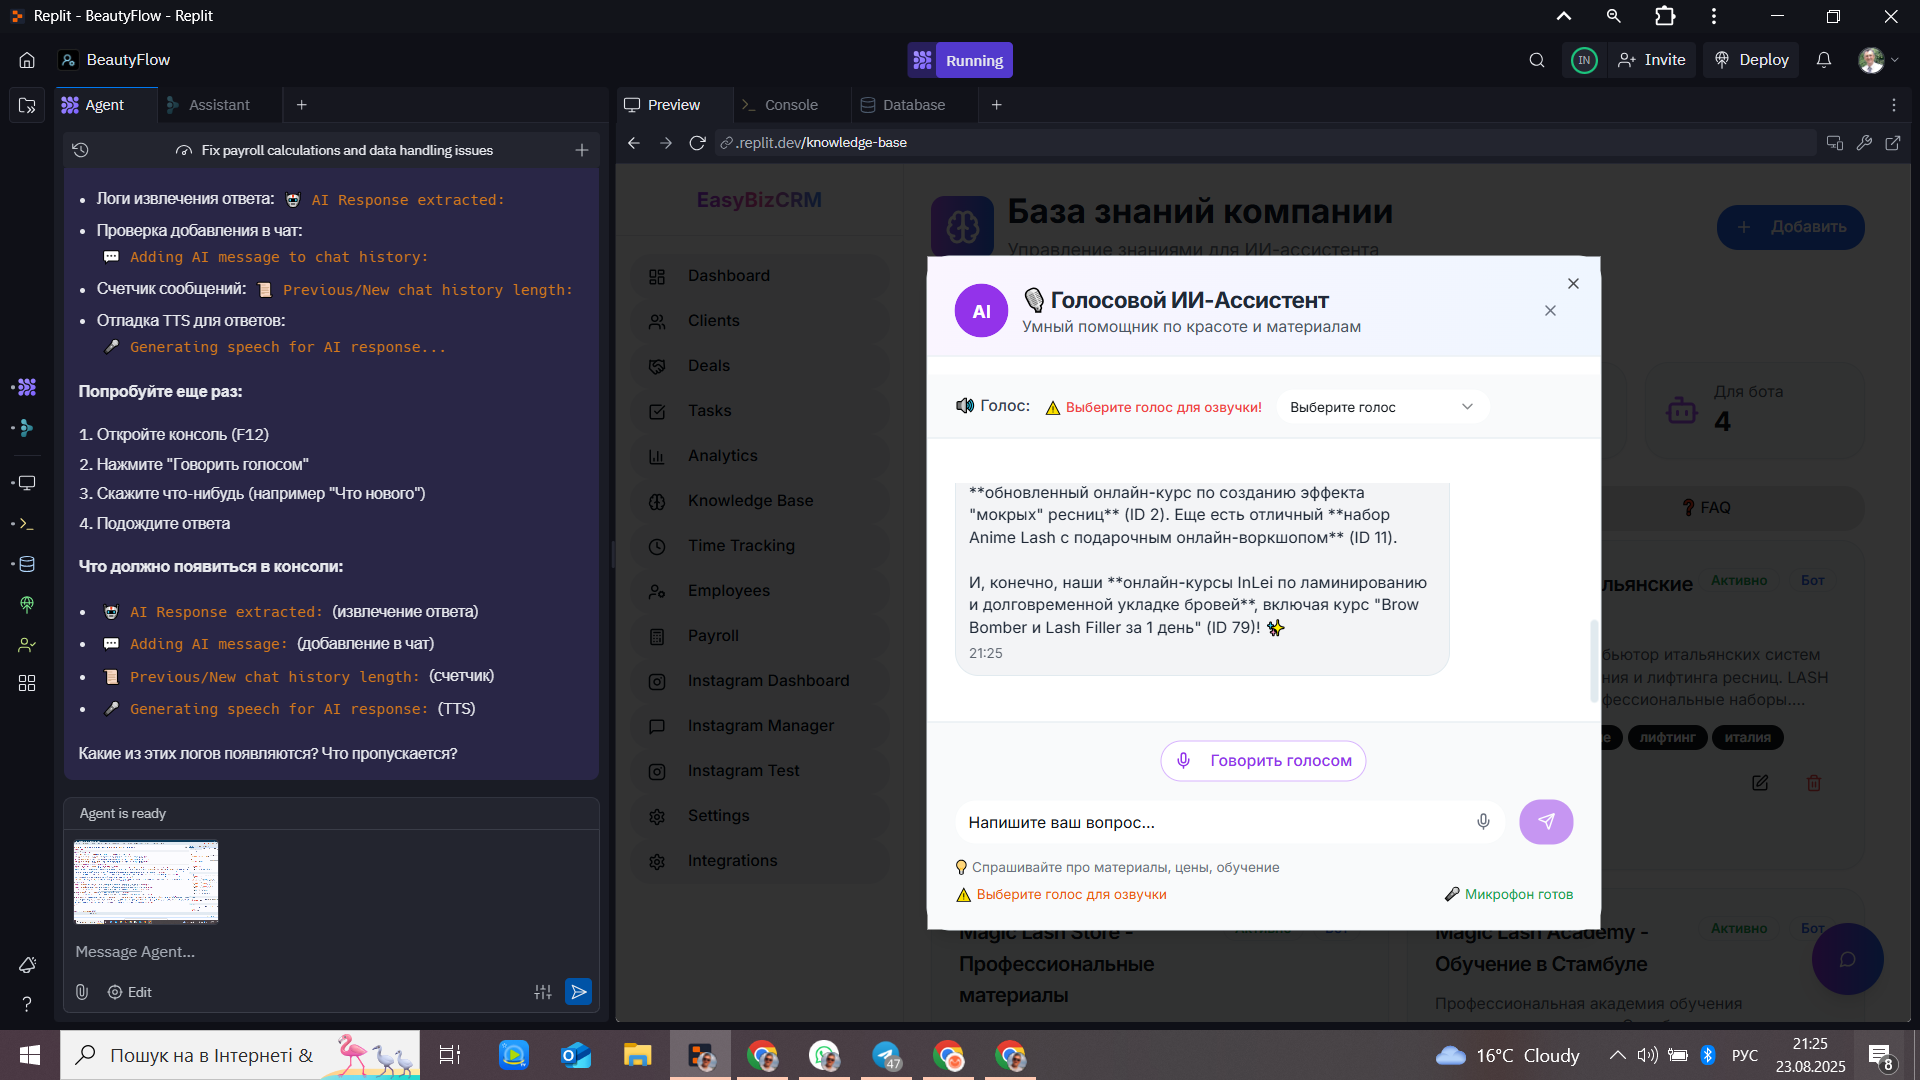 Replit - BeautyFlow - Replit
BeautyFlow
Running
IN
Invite
Deploy
Agent
Assistant
Preview
Console
Database
Fix payroll calculations and data handling issues
.replit.dev/knowledge-base
Логи извлечения ответа: AI Response extracted:
Проверка добавления в чат:
Adding AI message to chat history:
Счетчик сообщений: Previous/New chat history length:
Отладка TTS для ответов:
Generating speech for AI response...
Попробуйте еще раз:
1. Откройте консоль (F12)
2. Нажмите "Говорить голосом"
3. Скажите что-нибудь (например "Что нового")
4. Подождите ответа
Что должно появиться в консоли:
AI Response extracted: (извлечение ответа)
Adding AI message: (добавление в чат)
Previous/New chat history length: (счетчик)
Generating speech for AI response: (TTS)
Какие из этих логов появляются? Что пропускается?
Agent is ready
Message Agent...
Edit
EasyBizCRM
Dashboard
Clients
Deals
Tasks
Analytics
Knowledge Base
Time Tracking
Employees
Payroll
Instagram Dashboard
Instagram Manager
Instagram Test
Settings
Integrations
База знаний компании
Управление знаниями для ИИ-ассистента
Добавить
Для бота
4
FAQ
AI
Голосовой ИИ-Ассистент
Умный помощник по красоте и материалам
Голос:
Выберите голос для озвучки!
Выберите голос
**обновленный онлайн-курс по созданию эффекта
"мокрых" ресниц** (ID 2). Еще есть отличный **набор
Anime Lash с подарочным онлайн-воркшопом** (ID 11).
И, конечно, наши **онлайн-курсы InLei по ламинированию
и долговременной укладке бровей**, включая курс "Brow
Bomber и Lash Filler за 1 день" (ID 79)!
21:25
Говорить голосом
Напишите ваш вопрос...
Спрашивайте про материалы, цены, обучение
Выберите голос для озвучки
Микрофон готов
льянские
Активно
Бот
бьютор итальянских систем
ния и лифтинга ресниц. LASH
фессиональные наборы....
е
лифтинг
италия
Magic Lash Store -
Профессиональные
материалы
Активно
Бот
Magic Lash Academy -
Обучение в Стамбуле
Активно
Бот
Профессиональная академия обучения
Пошук на в Інтернеті &
47
16°C Cloudy
РУС
21:25
23.08.2025
8